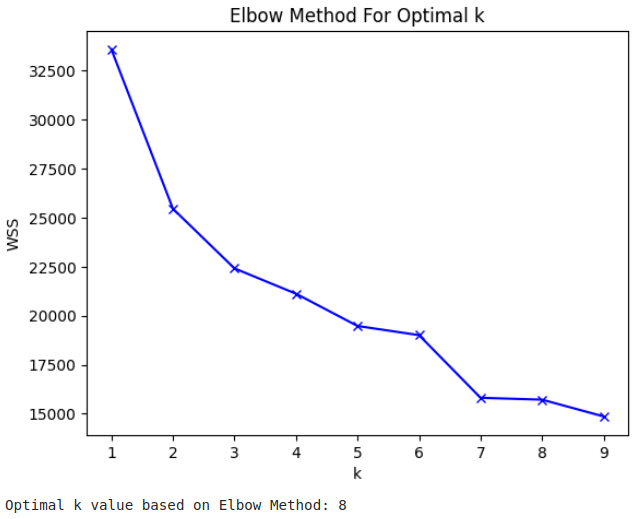 Elbow Method For Optimal k
32500
30000
27500
25000
22500
20000
17500
15000
WSS
1 2 3 4 5 6 7 8 9
k
Optimal k value based on Elbow Method: 8